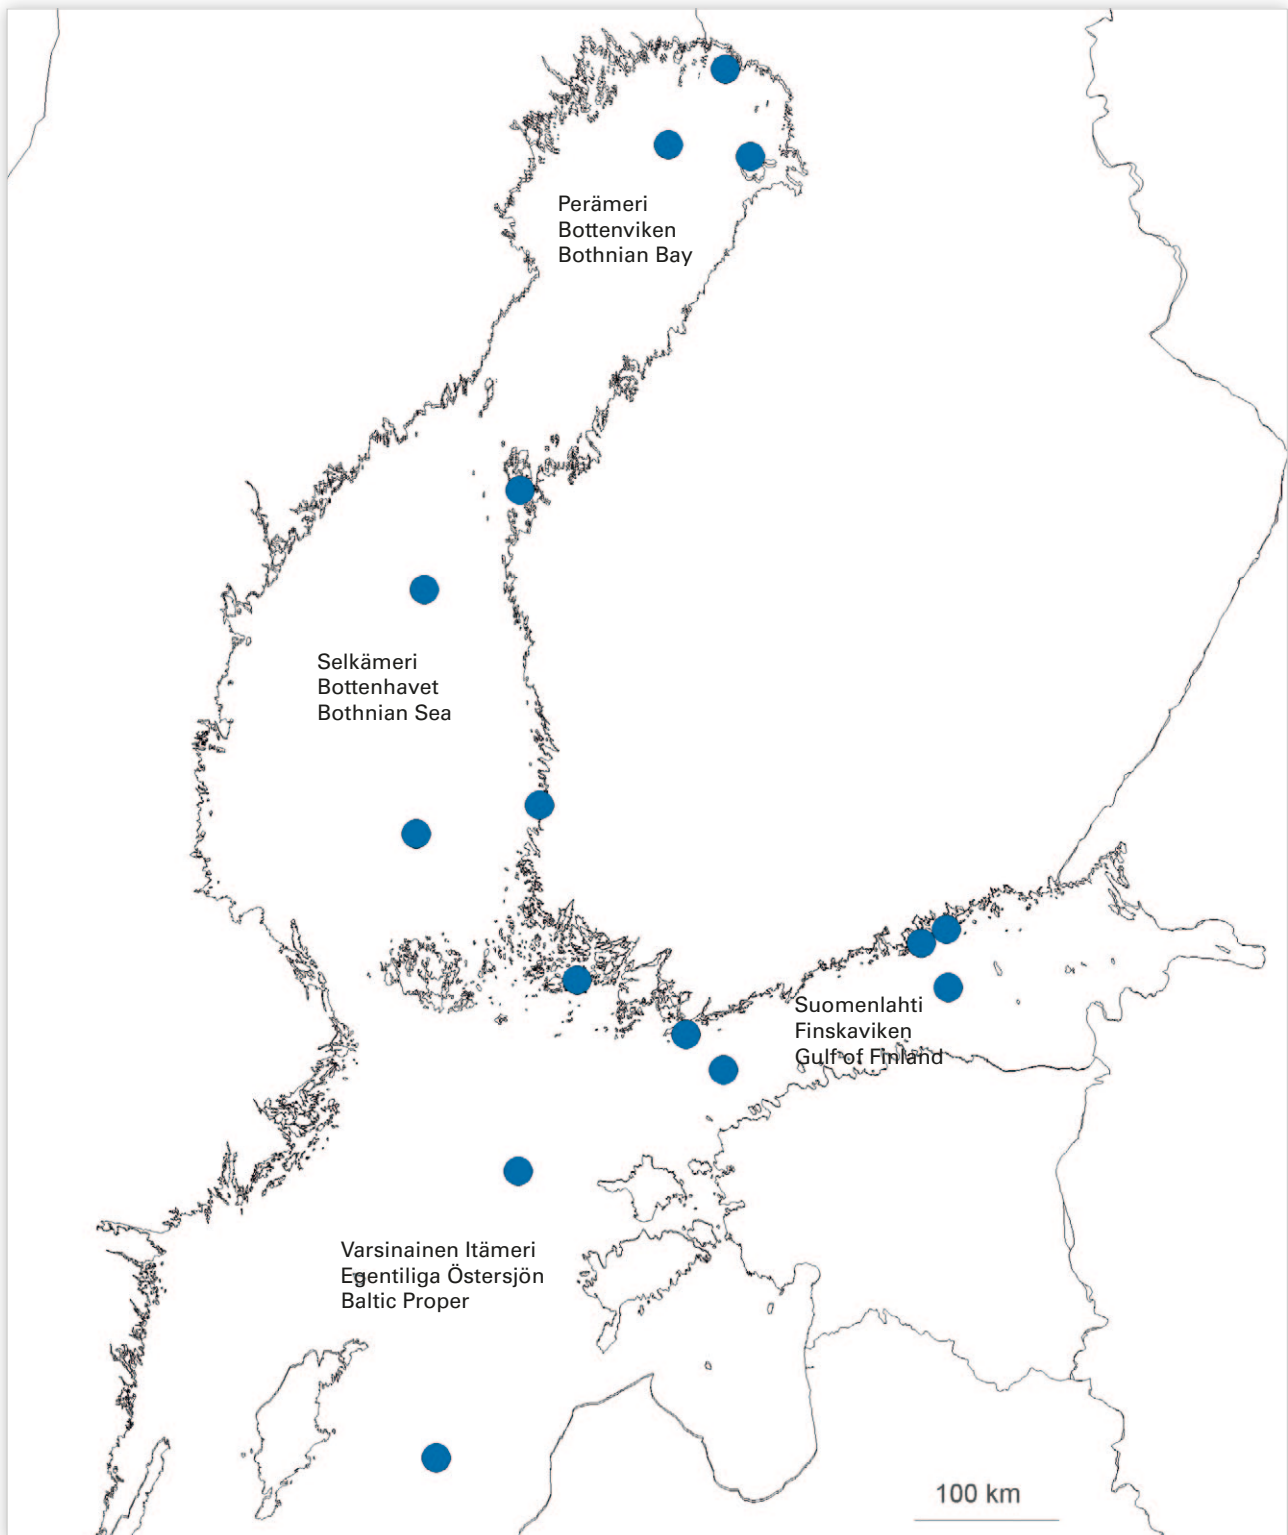 Perämeri
Bottenviken
Bothnian Bay
Selkämeri
Bottenhavet
Bothnian Sea
Suomenlahti
Finskaviken
Gulf of Finland
Varsinainen Itämeri
Egentiliga Östersjön
Baltic Proper
100 km